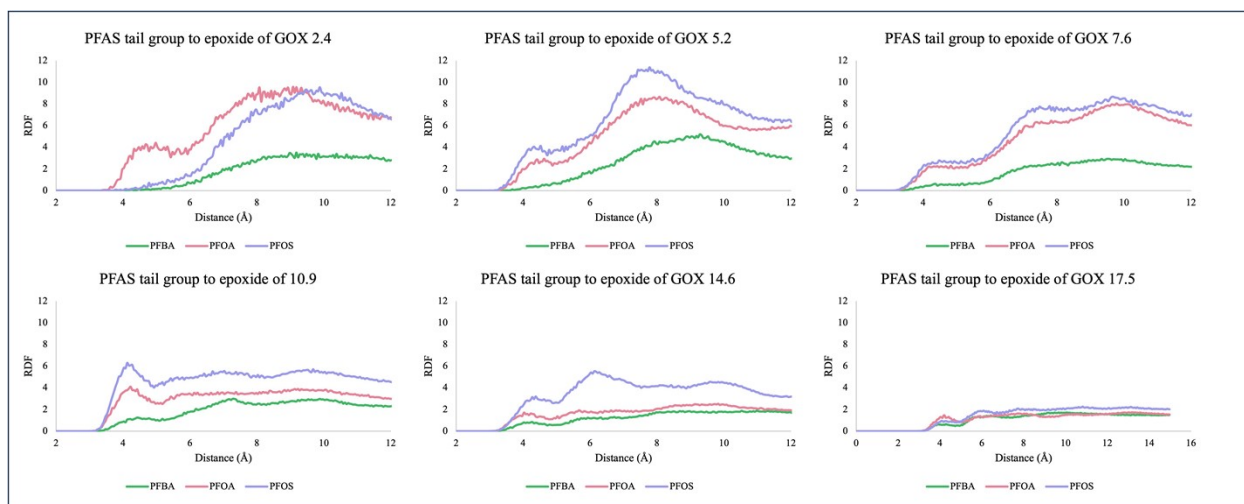 PFAS tail group to epoxide of GOX 2.4
12
10
8
6
4
2
0
RDF
2 4 6 8 10 12
Distance (Å)
PFBA PFOA PFOS
PFAS tail group to epoxide of GOX 5.2
12
10
8
6
4
2
0
RDF
2 4 6 8 10 12
Distance (Å)
PFBA PFOA PFOS
PFAS tail group to epoxide of GOX 7.6
12
10
8
6
4
2
0
RDF
2 4 6 8 10 12
Distance (Å)
PFBA PFOA PFOS
PFAS tail group to epoxide of 10.9
12
10
8
6
4
2
0
RDF
2 4 6 8 10 12
Distance (Å)
PFBA PFOA PFOS
PFAS tail group to epoxide of GOX 14.6
12
10
8
6
4
2
0
RDF
2 4 6 8 10 12
Distance (Å)
PFBA PFOA PFOS
PFAS tail group to epoxide of GOX 17.5
12
10
8
6
4
2
0
RDF
0 2 4 6 8 10 12 14 16
Distance (Å)
PFBA PFOA PFOS